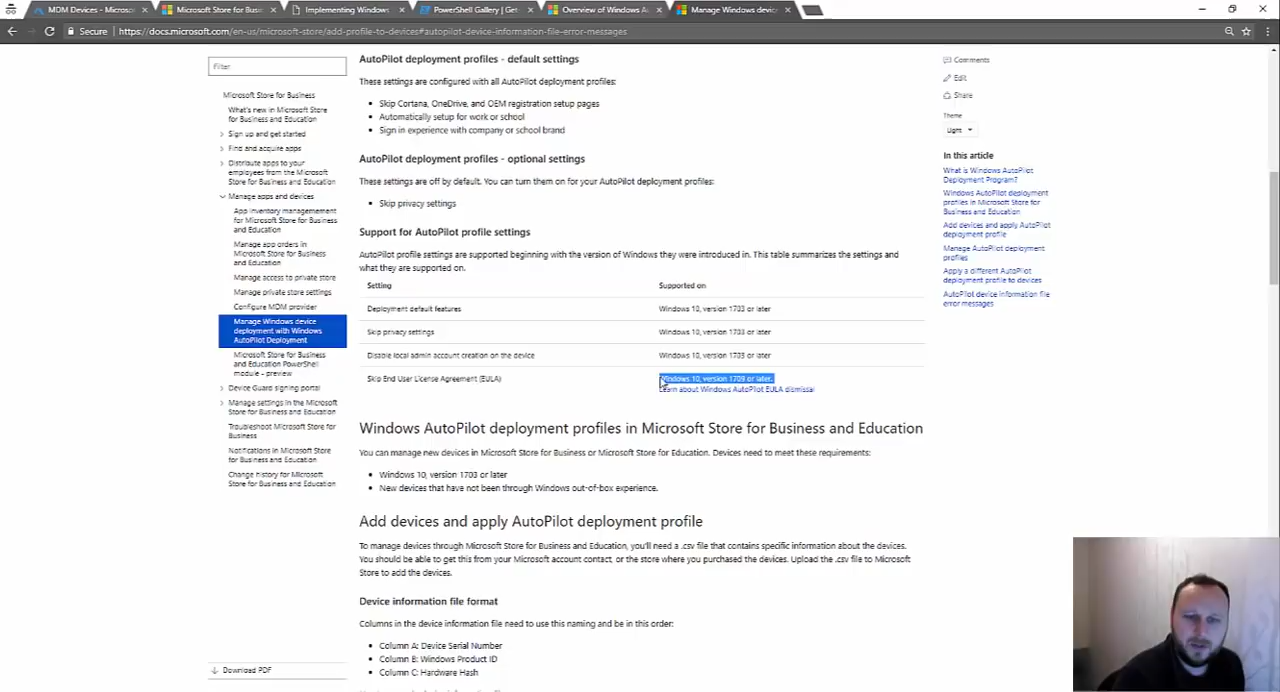 MDM Devices - Microso
Microsoft Store for Busi
Implementing Windows
PowerShell Gallery | Get
Overview of Windows A
Manage Windows devic
Secure | https://docs.microsoft.com/en-us/microsoft-store/add-profile-to-devices#autopilot-device-information-file-error-messages
Filter
Microsoft Store for Business
What's new in Microsoft Store
for Business and Education
Sign up and get started
Find and acquire apps
Distribute apps to your
employees from the Microsoft
Store for Business and Education
Manage apps and devices
App inventory managemement
for Microsoft Store for Business
and Education
Manage app orders in
Microsoft Store for Business
and Education
Manage access to private store
Manage private store settings
Configure MDM provider
Manage Windows device
deployment with Windows
AutoPilot Deployment
Microsoft Store for Business
and Education PowerShell
module - preview
Device Guard signing portal
Manage settings in the Microsoft
Store for Business and Education
Troubleshoot Microsoft Store for
Business
Notifications in Microsoft Store
for Business and Education
Change history for Microsoft
Store for Business and Education
Download PDF
AutoPilot deployment profiles - default settings
These settings are configured with all AutoPilot deployment profiles:
• Skip Cortana, OneDrive, and OEM registration setup pages
• Automatically setup for work or school
• Sign in experience with company or school brand
AutoPilot deployment profiles - optional settings
These settings are off by default. You can turn them on for your AutoPilot deployment profiles:
• Skip privacy settings
Support for AutoPilot profile settings
AutoPilot profile settings are supported beginning with the version of Windows they were introduced in. This table summarizes the settings and
what they are supported on.
Setting Supported on
Deployment default features Windows 10, version 1703 or later
Skip privacy settings Windows 10, version 1703 or later
Disable local admin account creation on the device Windows 10, version 1703 or later
Skip End User License Agreement (EULA) Windows 10, version 1709 or later.
Learn about Windows AutoPilot EULA dismissal
Windows AutoPilot deployment profiles in Microsoft Store for Business and Education
You can manage new devices in Microsoft Store for Business or Microsoft Store for Education. Devices need to meet these requirements:
• Windows 10, version 1703 or later
• New devices that have not been through Windows out-of-box experience.
Add devices and apply AutoPilot deployment profile
To manage devices through Microsoft Store for Business and Education, you'll need a .csv file that contains specific information about the devices.
You should be able to get this from your Microsoft account contact, or the store where you purchased the devices. Upload the .csv file to Microsoft
Store to add the devices.
Device information file format
Columns in the device information file need to use this naming and be in this order:
• Column A: Device Serial Number
• Column B: Windows Product ID
• Column C: Hardware Hash
Comments
Edit
Share
Theme
Light
In this article
What is Windows AutoPilot
Deployment Program?
Windows AutoPilot deployment
profiles in Microsoft Store for
Business and Education
Add devices and apply AutoPilot
deployment profile
Manage AutoPilot deployment
profiles
Apply a different AutoPilot
deployment profile to devices
AutoPilot device information file
error messages